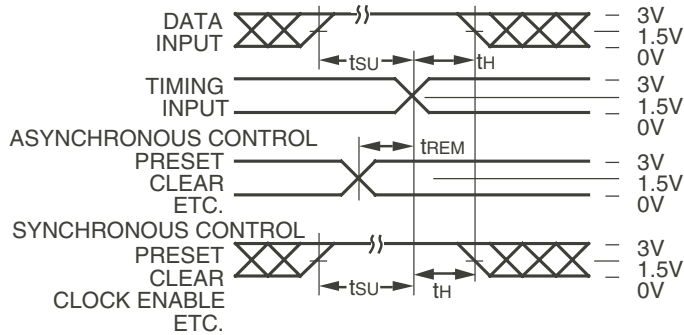 DATA
INPUT
3V
1.5V
0V
tSU
tH
TIMING
INPUT
3V
1.5V
0V
ASYNCHRONOUS CONTROL
tREM
PRESET
CLEAR
ETC.
3V
1.5V
0V
SYNCHRONOUS CONTROL
PRESET
CLEAR
CLOCK ENABLE
ETC.
3V
1.5V
0V
tSU
tH